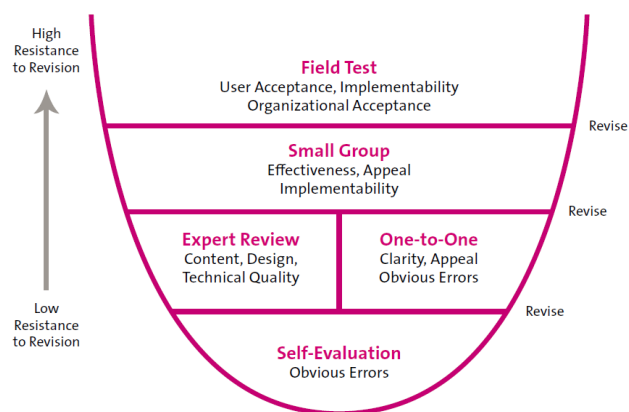 High
Resistance
to Revision
Field Test
User Acceptance, Implementability
Organizational Acceptance
Revise
Small Group
Effectiveness, Appeal
Implementability
Revise
Expert Review
Content, Design,
Technical Quality
One-to-One
Clarity, Appeal
Obvious Errors
Low
Resistance
to Revision
Revise
Self-Evaluation
Obvious Errors